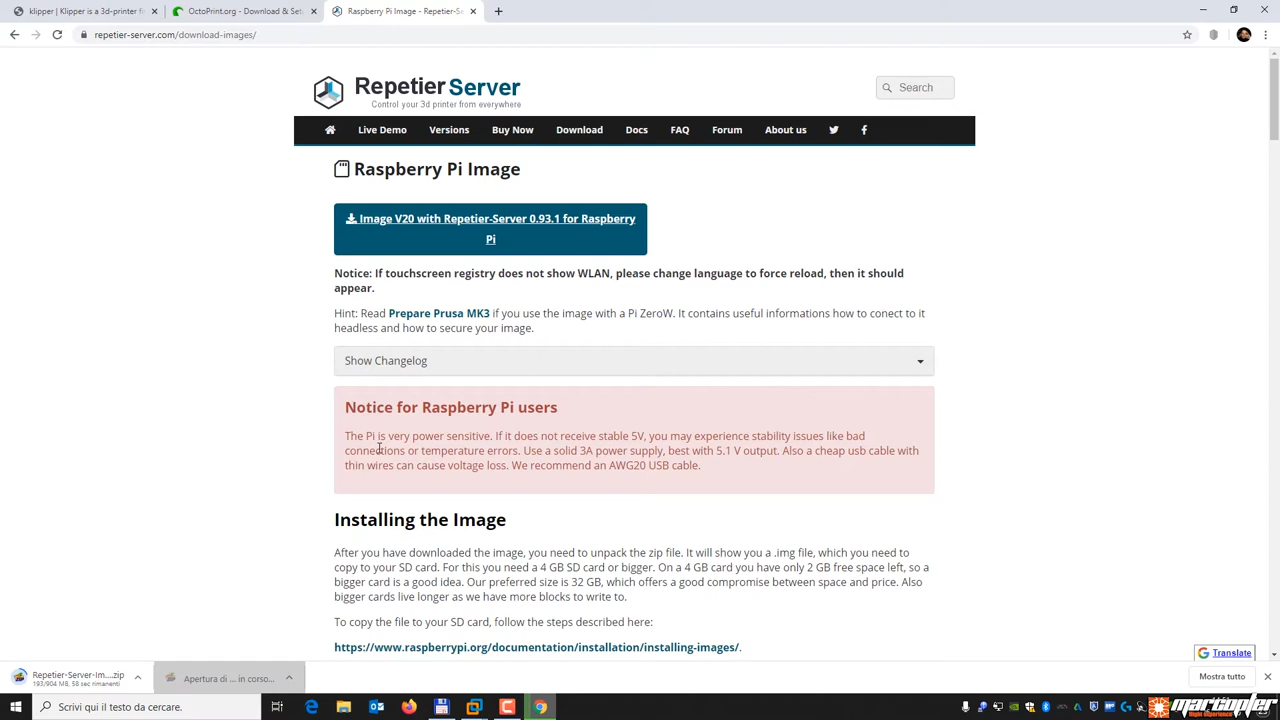 klipper | Klipper is a 3d-printer f
OctoPrint.org - Download & Set
Raspberry Pi Image - Repetier-Se
repetier-server.com/download-images/
Repetier Server
Control your 3d printer from everywhere
Search
Live Demo
Versions
Buy Now
Download
Docs
FAQ
Forum
About us
Raspberry Pi Image
Image V20 with Repetier-Server 0.93.1 for Raspberry
Pi
Notice: If touchscreen registry does not show WLAN, please change language to force reload, then it should
appear.
Hint: Read Prepare Prusa MK3 if you use the image with a Pi ZeroW. It contains useful informations how to conect to it
headless and how to secure your image.
Show Changelog
Notice for Raspberry Pi users
The Pi is very power sensitive. If it does not receive stable 5V, you may experience stability issues like bad
connections or temperature errors. Use a solid 3A power supply, best with 5.1 V output. Also a cheap usb cable with
thin wires can cause voltage loss. We recommend an AWG20 USB cable.
Installing the Image
After you have downloaded the image, you need to unpack the zip file. It will show you a .img file, which you need to
copy to your SD card. For this you need a 4 GB SD card or bigger. On a 4 GB card you have only 2 GB free space left, so a
bigger card is a good idea. Our preferred size is 32 GB, which offers a good compromise between space and price. Also
bigger cards live longer as we have more blocks to write to.
To copy the file to your SD card, follow the steps described here:
https://www.raspberrypi.org/documentation/installation/installing-images/.
Translate
Repetier-Server-Im....zip
193/904 MB, 58 sec rimanenti
Apertura di ... in corso...
Mostra tutto
Scrivi qui il testo da cercare.
marcopter